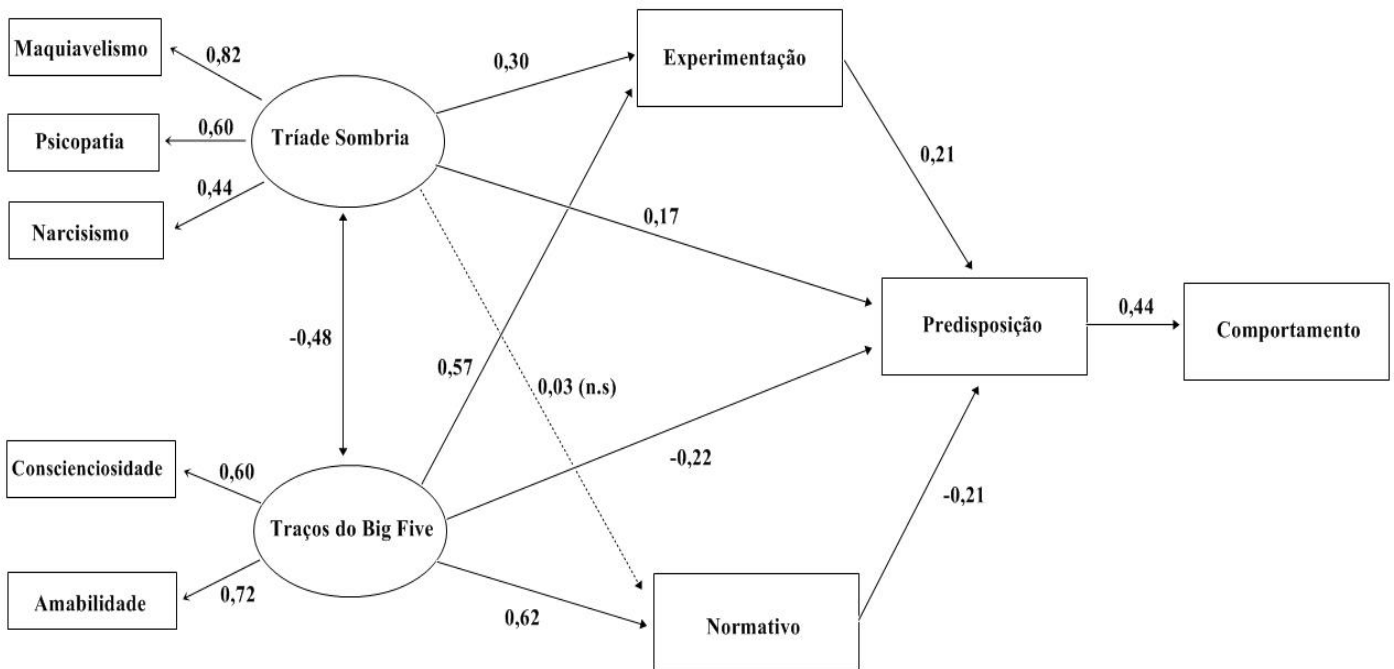 Maquiavelismo
0,82
Experimentação
0,30
Psicopatia
0,60
Tríade Sombria
0,21
0,44
Narcisismo
0,17
Predisposição
0,44
Comportamento
-0,48
0,57
0,03 (n.s)
Conscienciosidade
0,60
-0,22
-0,21
Traços do Big Five
Amabilidade
0,72
0,62
Normativo